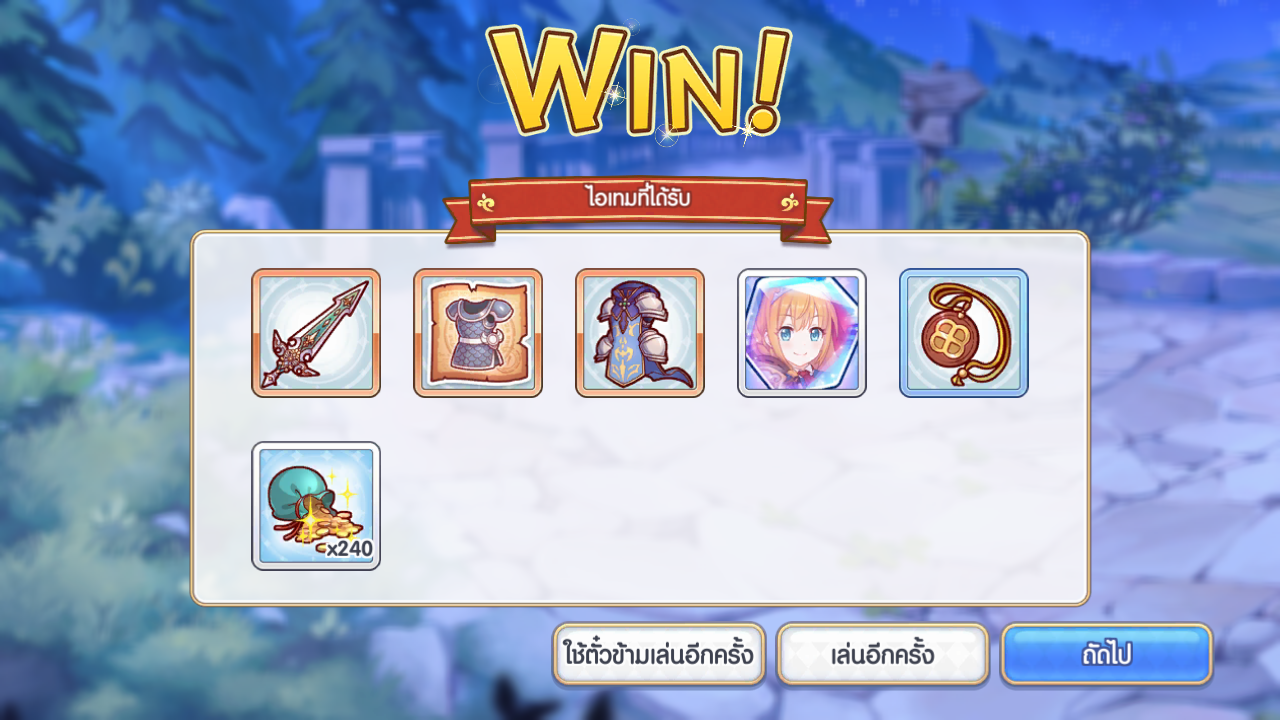 WIN!
ไอเทมที่ได้รับ
x240
ใช้ตั๋วข้ามเล่นอีกครั้ง
เล่นอีกครั้ง
ถัดไป